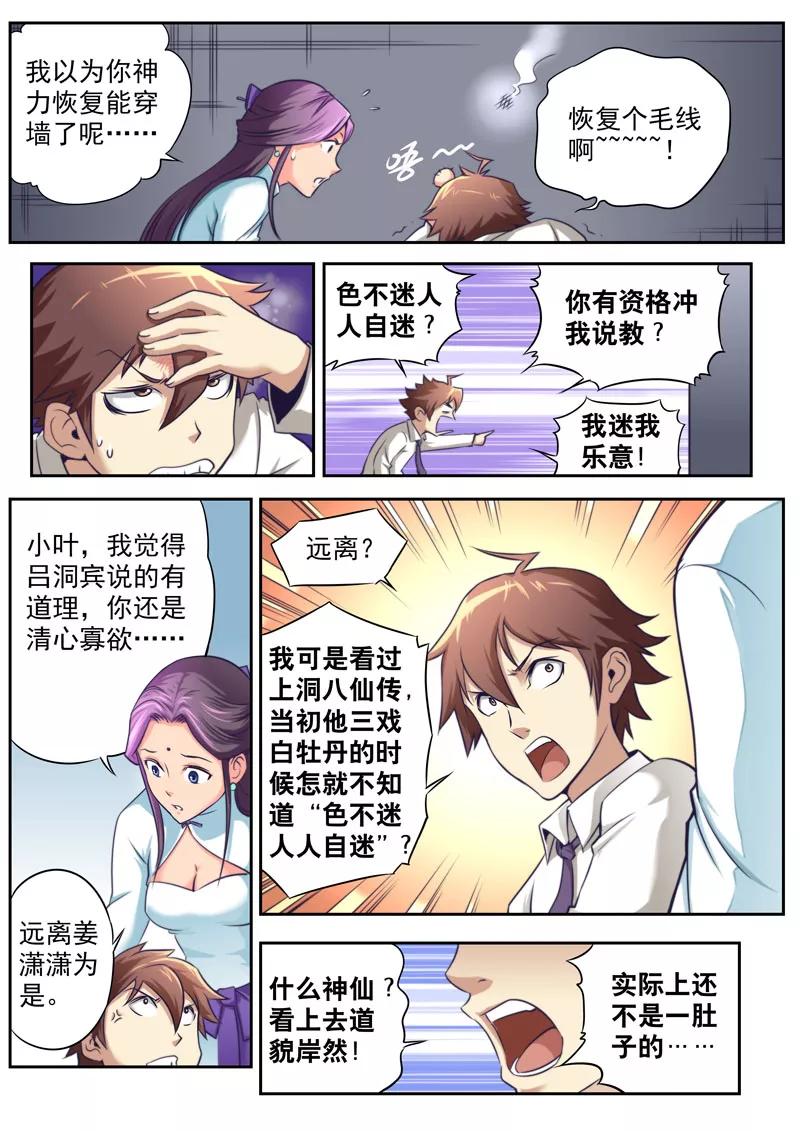 我以为你神
力恢复能穿
墙了呢……
唔~~
恢复个毛线
啊~~~~~!
色不迷人
人自迷？
你有资格冲
我说教？
我迷我
乐意！
小叶，我觉得
吕洞宾说的有
道理，你还是
清心寡欲……
远离姜
潇潇为
是。
远离？
我可是看过
上洞八仙传，
当初他三戏
白牡丹的时
候怎就不知
道“色不迷
人人自迷”？
什么神仙？
看上去道
貌岸然！
实际上还
不是一肚
子的……